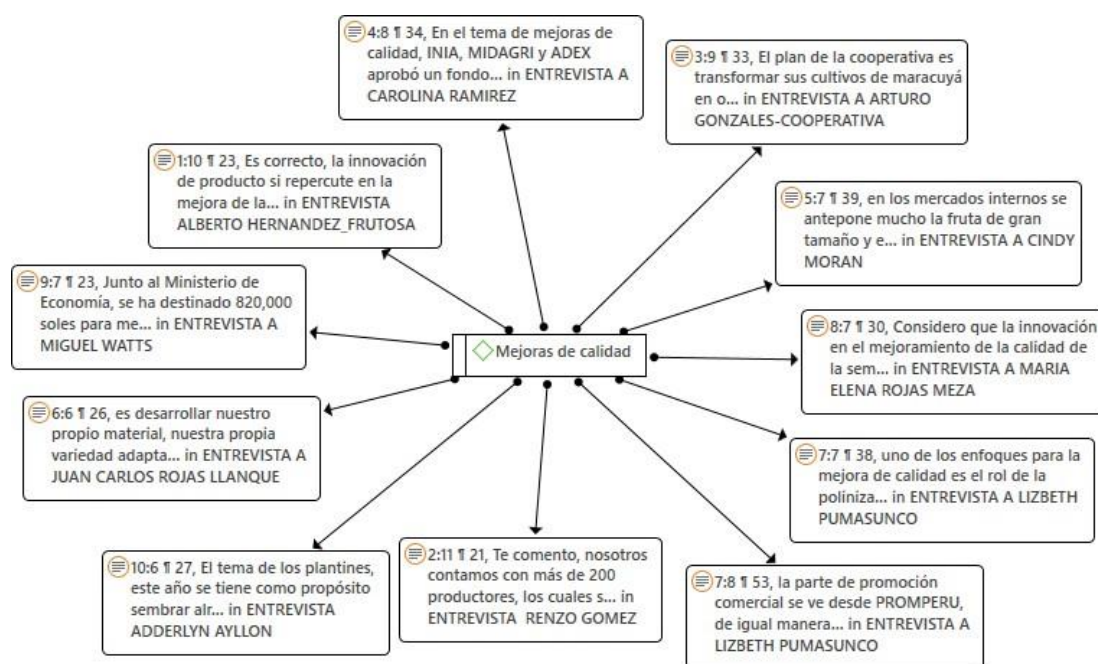 4:8 ¶ 34, En el tema de mejoras de
calidad, INIA, MIDAGRI y ADEX
aprobó un fondo... in ENTREVISTA A
CAROLINA RAMIREZ
3:9 ¶ 33, El plan de la cooperativa es
transformar sus cultivos de maracuyá
en o... in ENTREVISTA A ARTURO
GONZALES-COOPERATIVA
1:10 ¶ 23, Es correcto, la innovación
de producto si repercute en la
mejora de la... in ENTREVISTA
ALBERTO HERNANDEZ_FRUTOSA
5:7 ¶ 39, en los mercados internos se
antepone mucho la fruta de gran
tamaño y e... in ENTREVISTA A CINDY
MORAN
9:7 ¶ 23, Junto al Ministerio de
Economía, se ha destinado 820,000
soles para me... in ENTREVISTA A
MIGUEL WATTS
Mejoras de calidad
8:7 ¶ 30, Considero que la innovación
en el mejoramiento de la calidad de
la sem... in ENTREVISTA A MARIA
ELENA ROJAS MEZA
6:6 ¶ 26, es desarrollar nuestro
propio material, nuestra propia
variedad adapta... in ENTREVISTA A
JUAN CARLOS ROJAS LLANQUE
7:7 ¶ 38, uno de los enfoques para la
mejora de calidad es el rol de la
poliniza... in ENTREVISTA A LIZBETH
PUMASUNCO
10:6 ¶ 27, El tema de los plantines,
este año se tiene como propósito
sembrar alr... in ENTREVISTA
ADDERLYN AYLLON
2:11 ¶ 21, Te comento, nosotros
contamos con más de 200
productores, los cuales s... in
ENTREVISTA RENZO GOMEZ
7:8 ¶ 53, la parte de promoción
comercial se ve desde PROMPERU,
de igual manera... in ENTREVISTA A
LIZBETH PUMASUNCO